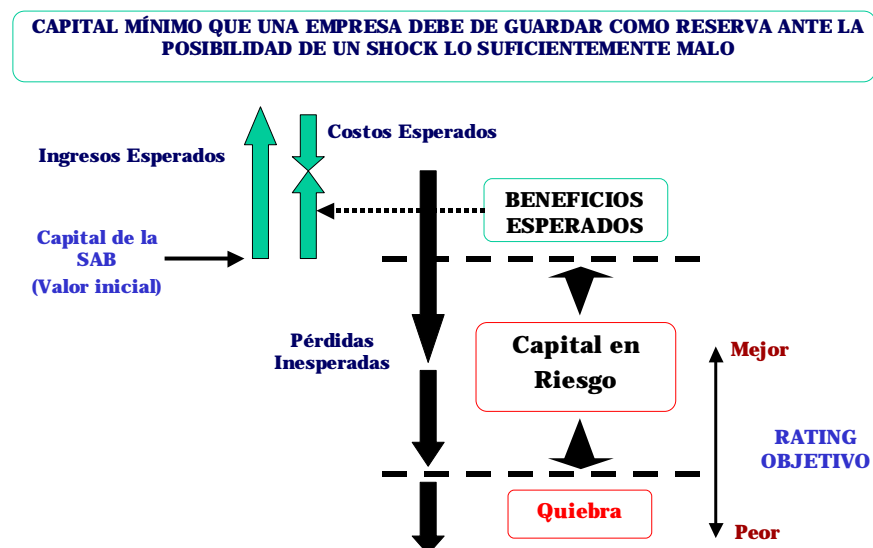 CAPITAL MÍNIMO QUE UNA EMPRESA DEBE DE GUARDAR COMO RESERVA ANTE LA
POSIBILIDAD DE UN SHOCK LO SUFICIENTEMENTE MALO
Costos Esperados
Ingresos Esperados
BENEFICIOS
ESPERADOS
Capital de la
SAB
(Valor inicial)
Pérdidas
Inesperadas
Capital en
Riesgo
Mejor
RATING
OBJETIVO
Quiebra
Peor